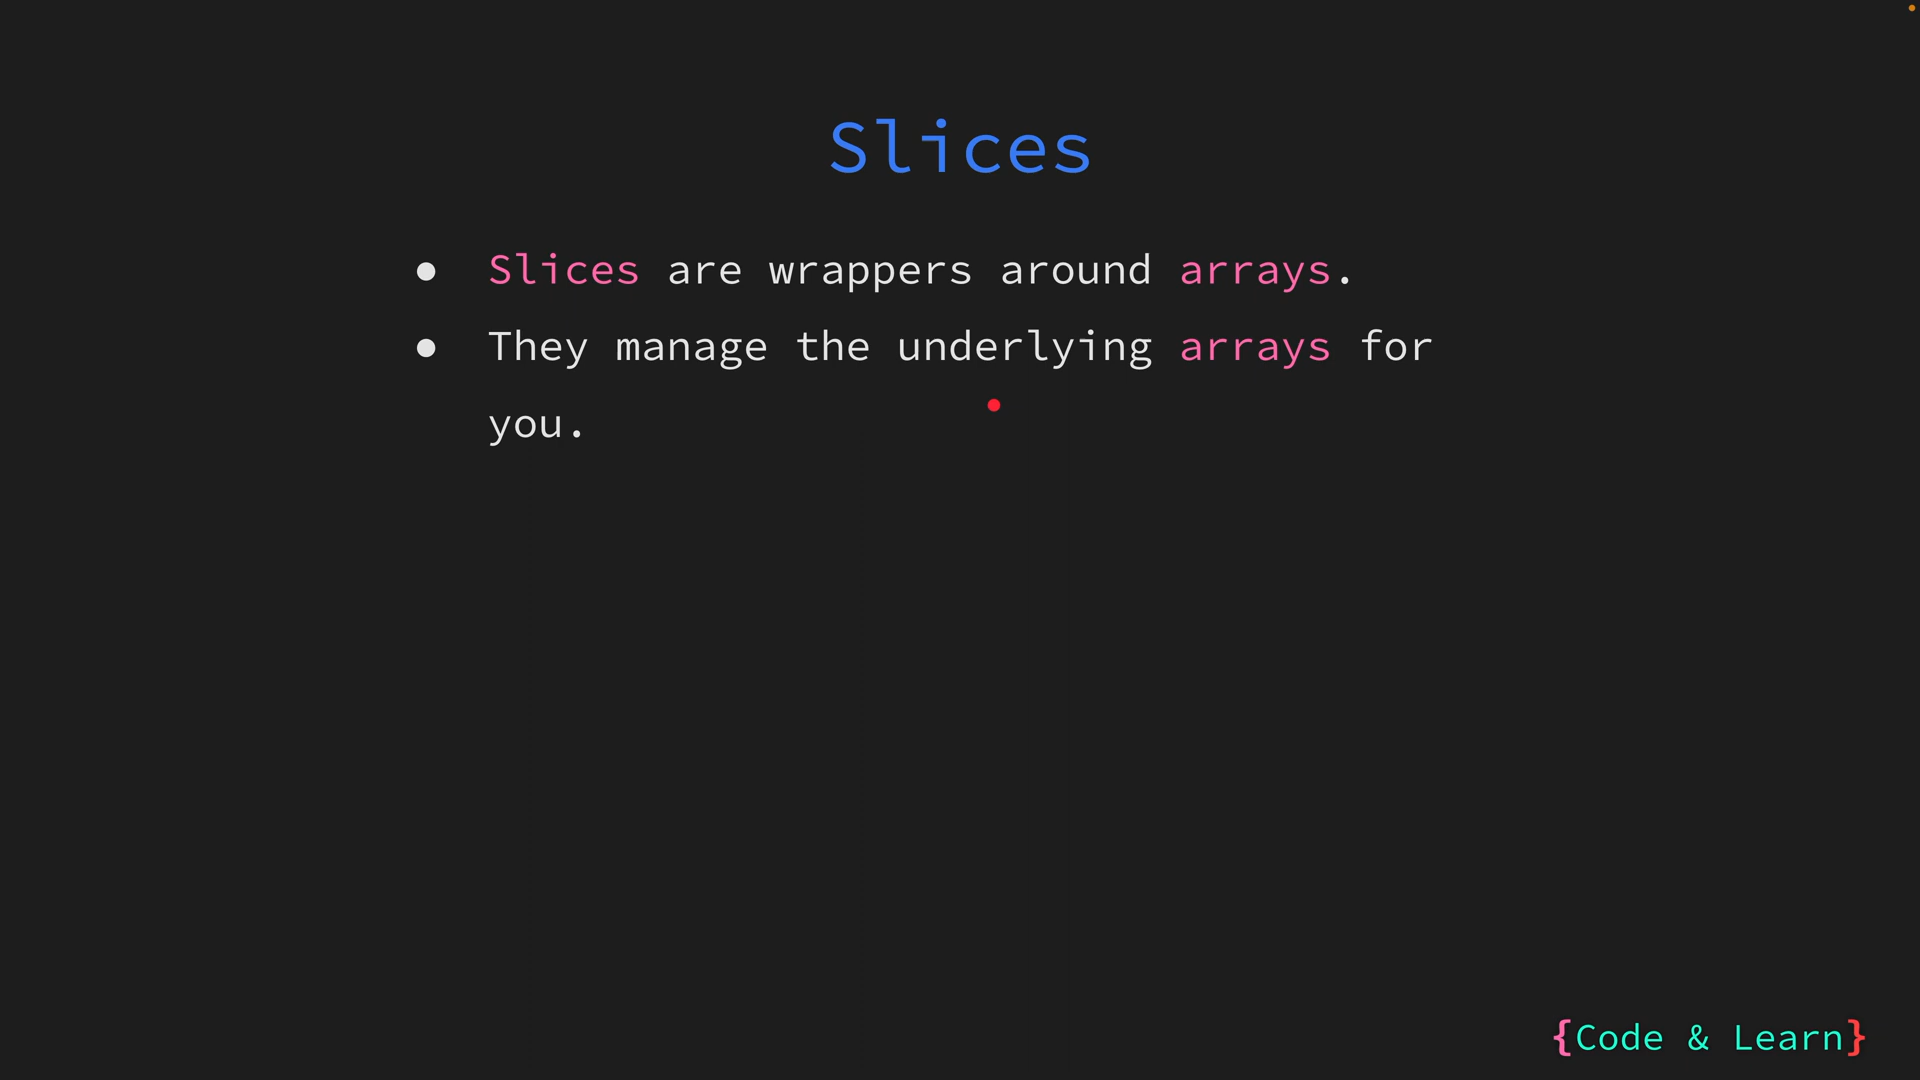 Slices
● Slices are wrappers around arrays.
● They manage the underlying arrays for
you.
{Code & Learn}